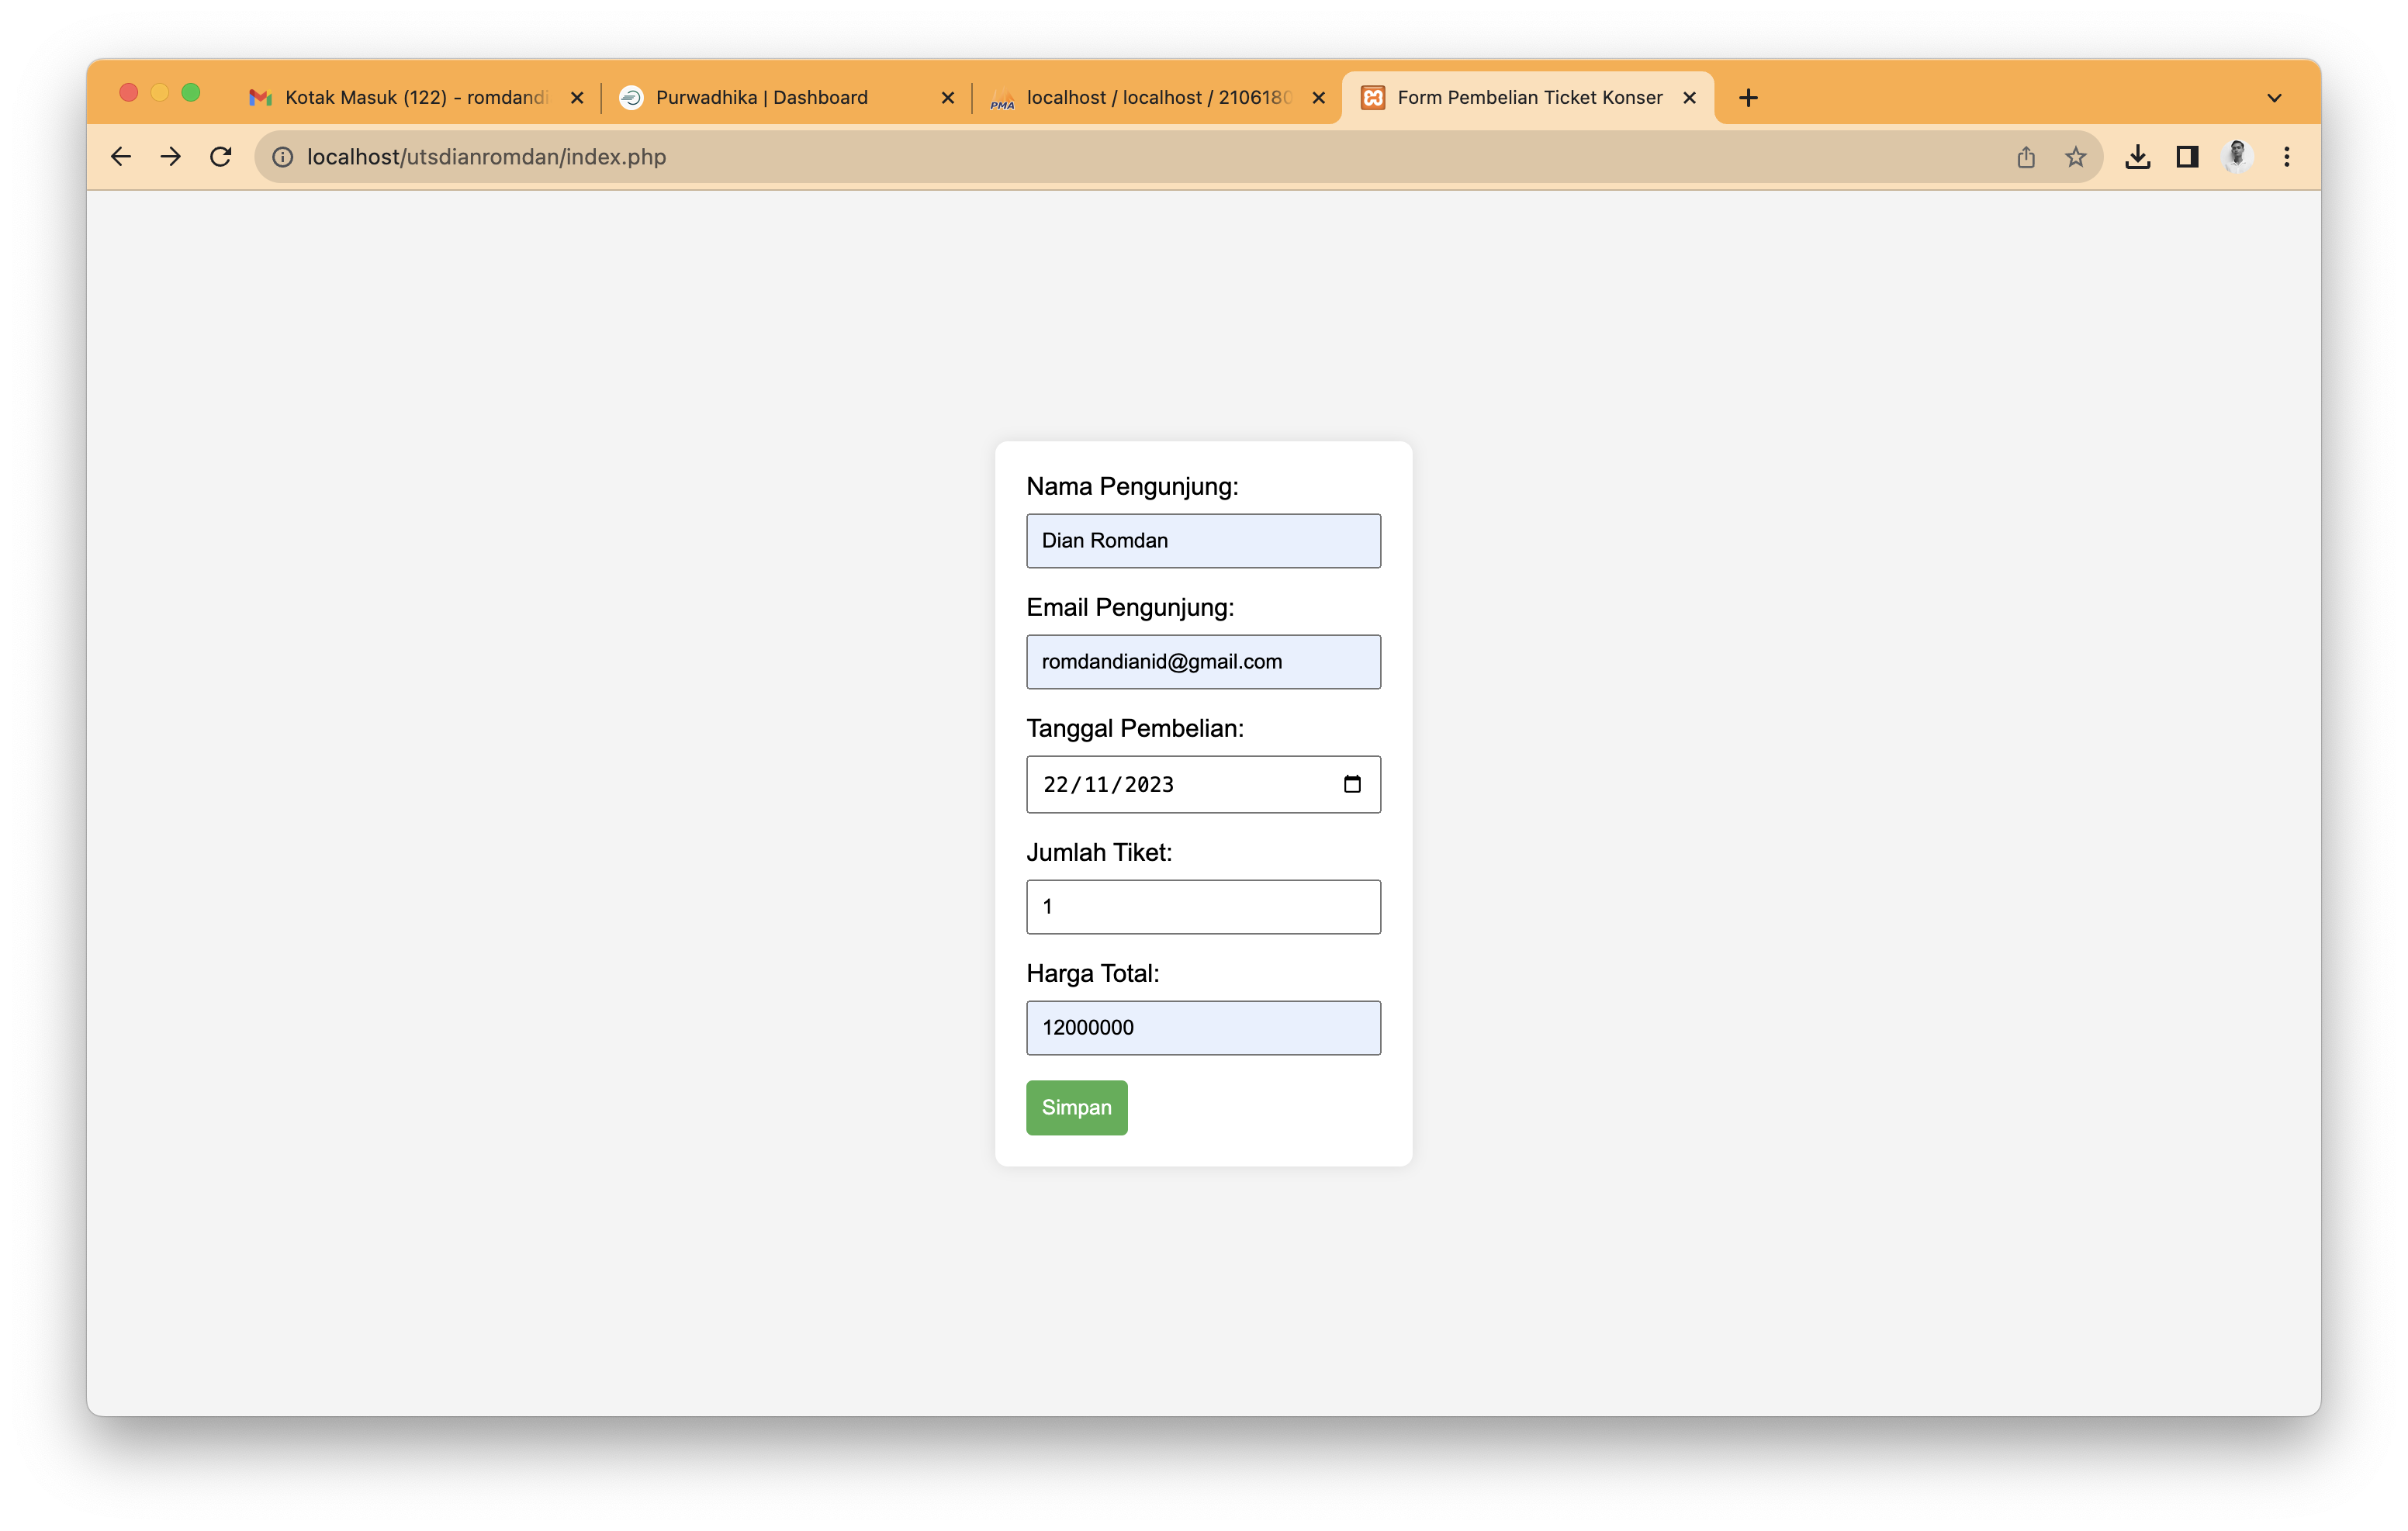 Kotak Masuk (122) - romdandi
Purwadhika | Dashboard
PMA
localhost / localhost / 2106180
Form Pembelian Ticket Konser
localhost/utsdianromdan/index.php
Nama Pengunjung:
Dian Romdan
Email Pengunjung:
romdandianid@gmail.com
Tanggal Pembelian:
22/11/2023
Jumlah Tiket:
1
Harga Total:
12000000
Simpan